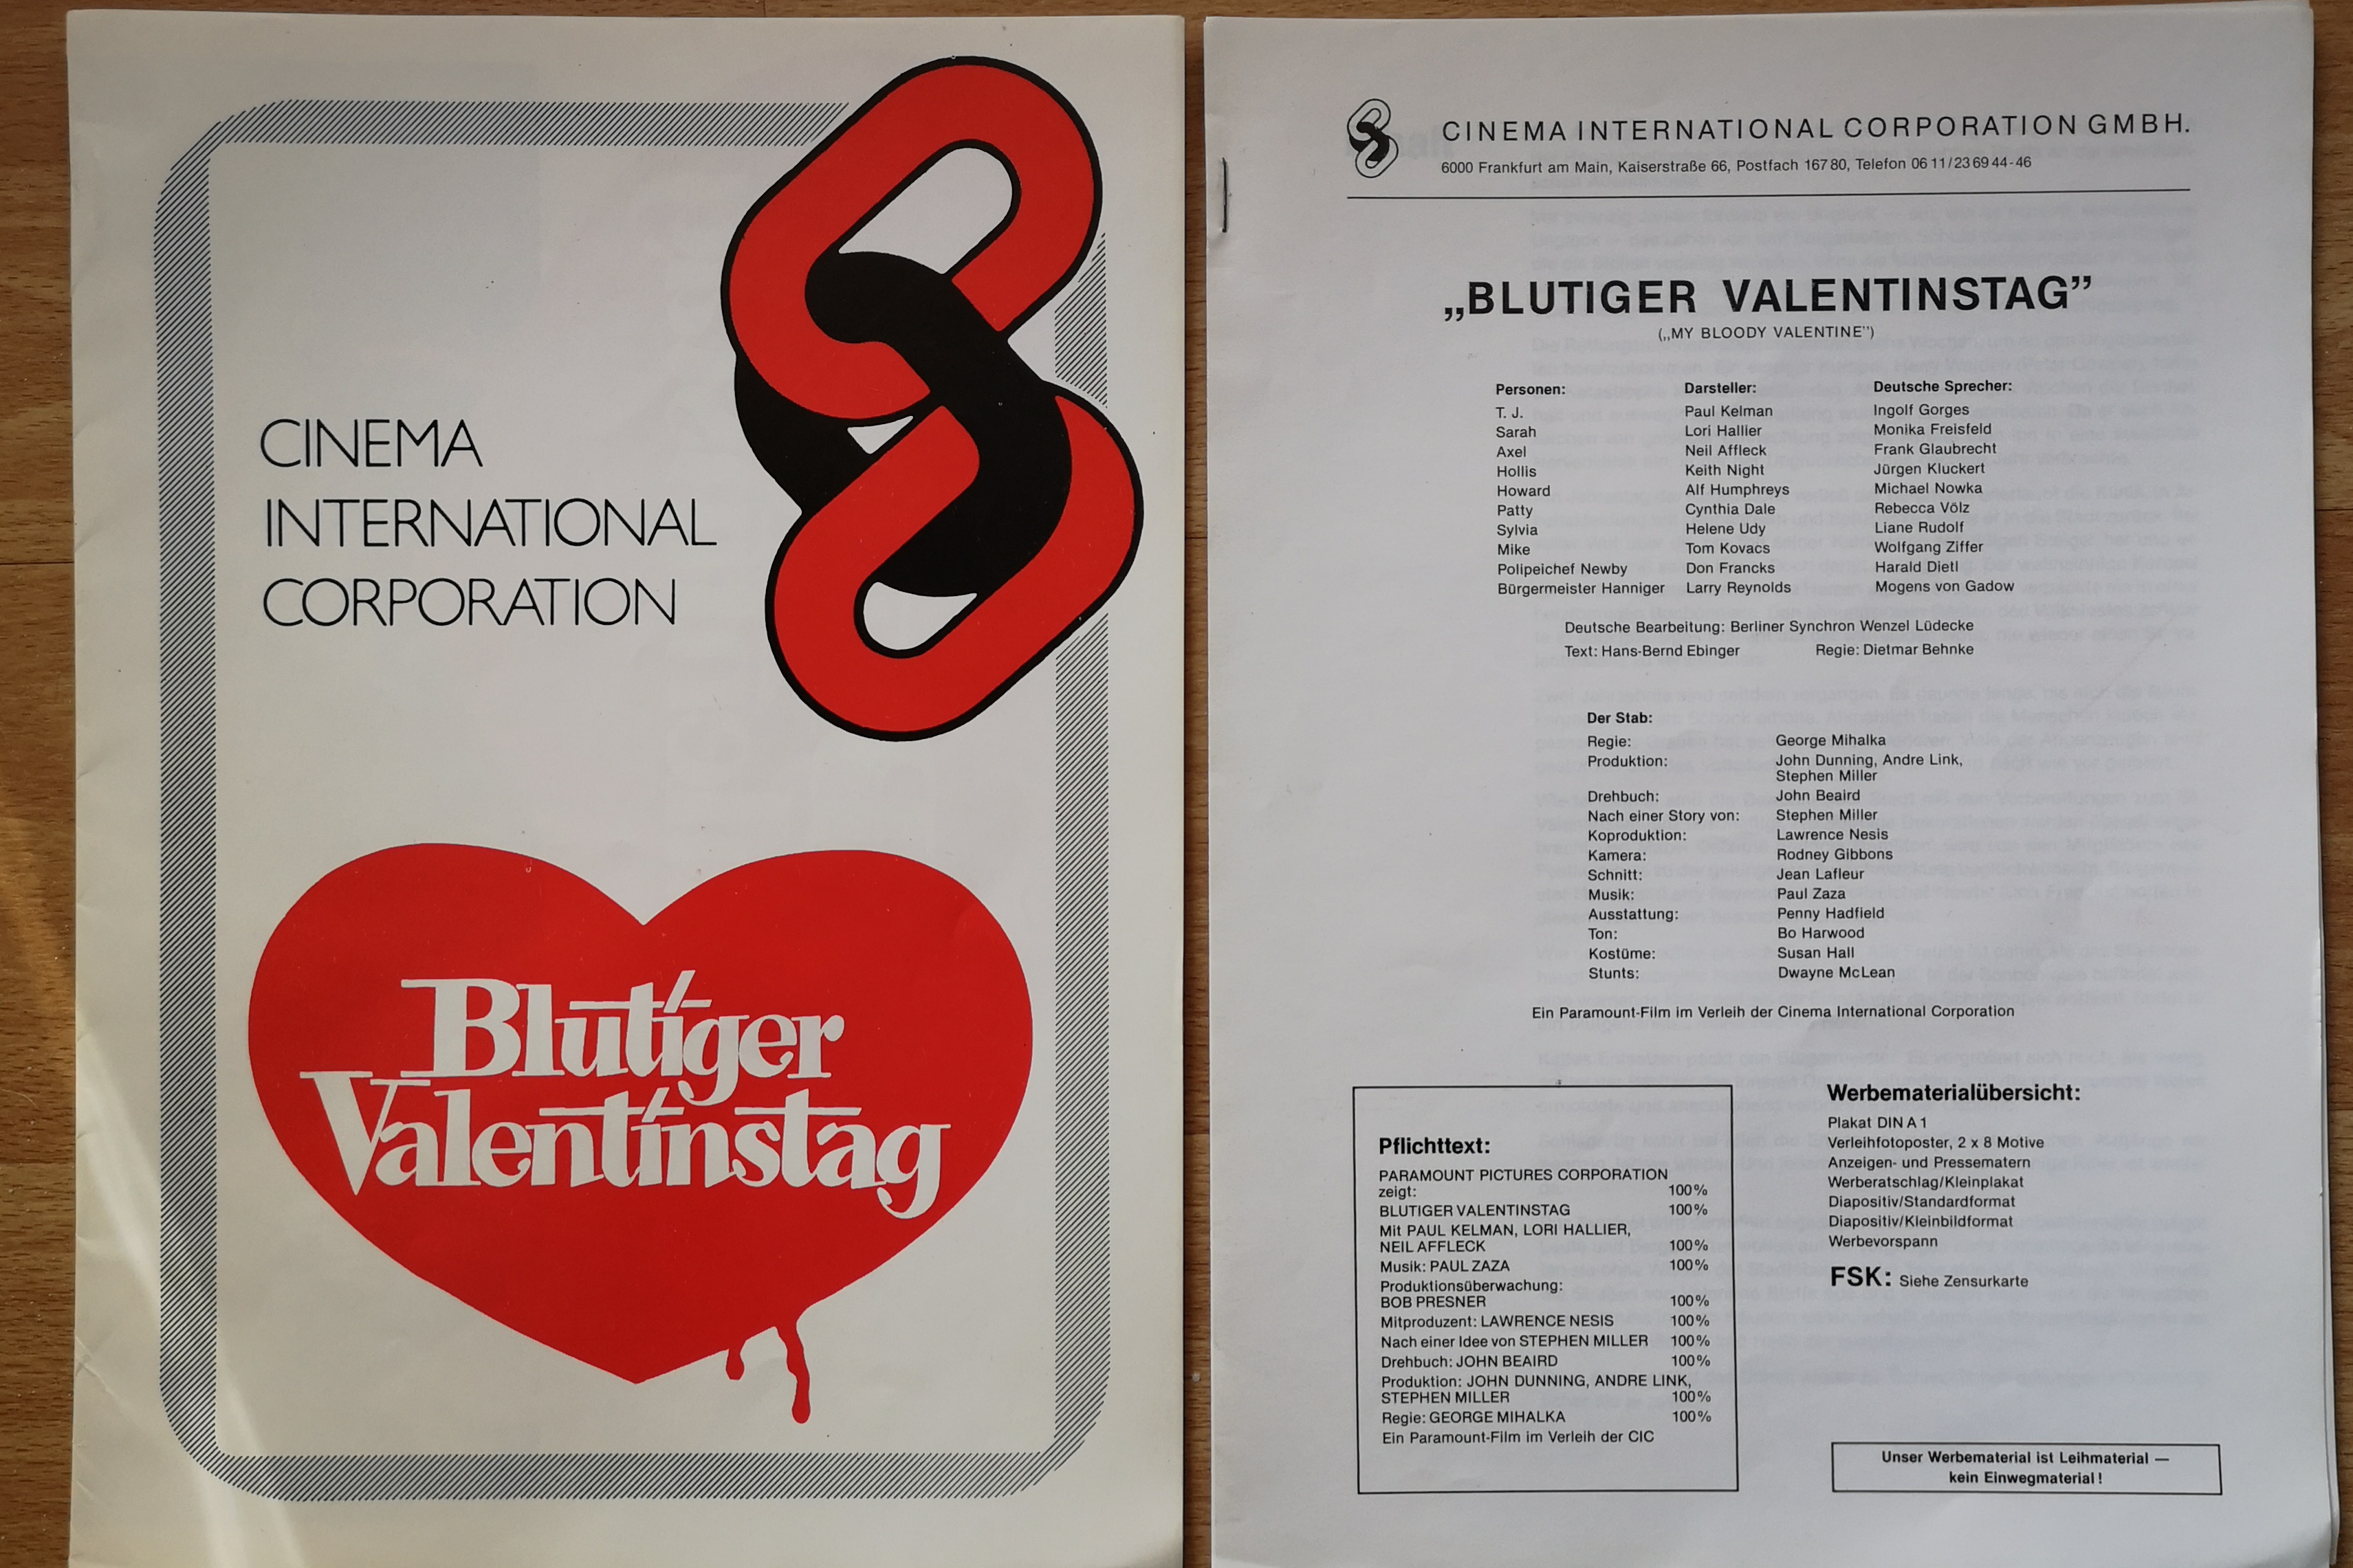 CINEMA
INTERNATIONAL
CORPORATION
Blutiger
Valentinstag
CINEMA INTERNATIONAL CORPORATION GMBH.
6000 Frankfurt am Main, Kaiserstraße 66, Postfach 167 80, Telefon 06 11/23 69 44 - 46
„BLUTIGER VALENTINSTAG”
(„MY BLOODY VALENTINE”)
Personen: Darsteller: Deutsche Sprecher:
T. J. Paul Kelman Ingolf Gorges
Sarah Lori Hallier Monika Freisfeld
Axel Neil Affleck Frank Glaubrecht
Hollis Keith Night Jürgen Kluckert
Howard Alf Humphreys Michael Nowka
Patty Cynthia Dale Rebecca Völz
Sylvia Helene Udy Liane Rudolf
Mike Tom Kovacs Wolfgang Ziffer
Polipeichef Newby Don Francks Harald Dietl
Bürgermeister Hanniger Larry Reynolds Mogens von Gadow
Deutsche Bearbeitung: Berliner Synchron Wenzel Lüdecke
Text: Hans-Bernd Ebinger Regie: Dietmar Behnke
Der Stab:
Regie: George Mihalka
Produktion: John Dunning, Andre Link,
Stephen Miller
Drehbuch: John Beaird
Nach einer Story von: Stephen Miller
Koproduktion: Lawrence Nesis
Kamera: Rodney Gibbons
Schnitt: Jean Lafleur
Musik: Paul Zaza
Ausstattung: Penny Hadfield
Ton: Bo Harwood
Kostüme: Susan Hall
Stunts: Dwayne McLean
Ein Paramount-Film im Verleih der Cinema International Corporation
Pflichttext:
PARAMOUNT PICTURES CORPORATION
zeigt: 100%
BLUTIGER VALENTINSTAG 100%
Mit PAUL KELMAN, LORI HALLIER,
NEIL AFFLECK 100%
Musik: PAUL ZAZA 100%
Produktionsüberwachung:
BOB PRESNER 100%
Mitproduzent: LAWRENCE NESIS 100%
Nach einer Idee von STEPHEN MILLER 100%
Drehbuch: JOHN BEAIRD 100%
Produktion: JOHN DUNNING, ANDRE LINK,
STEPHEN MILLER 100%
Regie: GEORGE MIHALKA 100%
Ein Paramount-Film im Verleih der CIC
Werbematerialübersicht:
Plakat DIN A 1
Verleihfotoposter, 2 x 8 Motive
Anzeigen- und Pressematern
Werberatschlag/Kleinplakat
Diapositiv/Standardformat
Diapositiv/Kleinbildformat
Werbevorspann
FSK: Siehe Zensurkarte
Unser Werbematerial ist Leihmaterial —
kein Einwegmaterial!